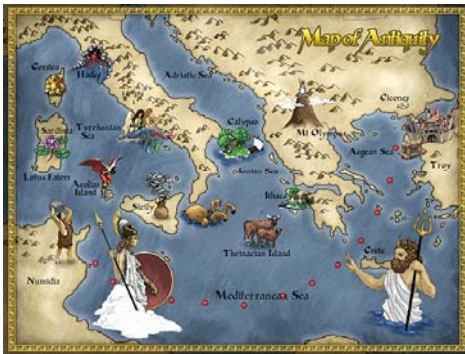 Map of Antiquity
Corsica
Hades
Adriatic Sea
Cicones
Sardinia
Tyrrhenian
Sea
Calypso
Mt Olympus
Aegean Sea
Troy
Lotus Eaters
Aeolian
Island
Ionian Sea
Sicily
Ithaca
Thrinacian Island
Crete
Numidia
Mediterranean Sea